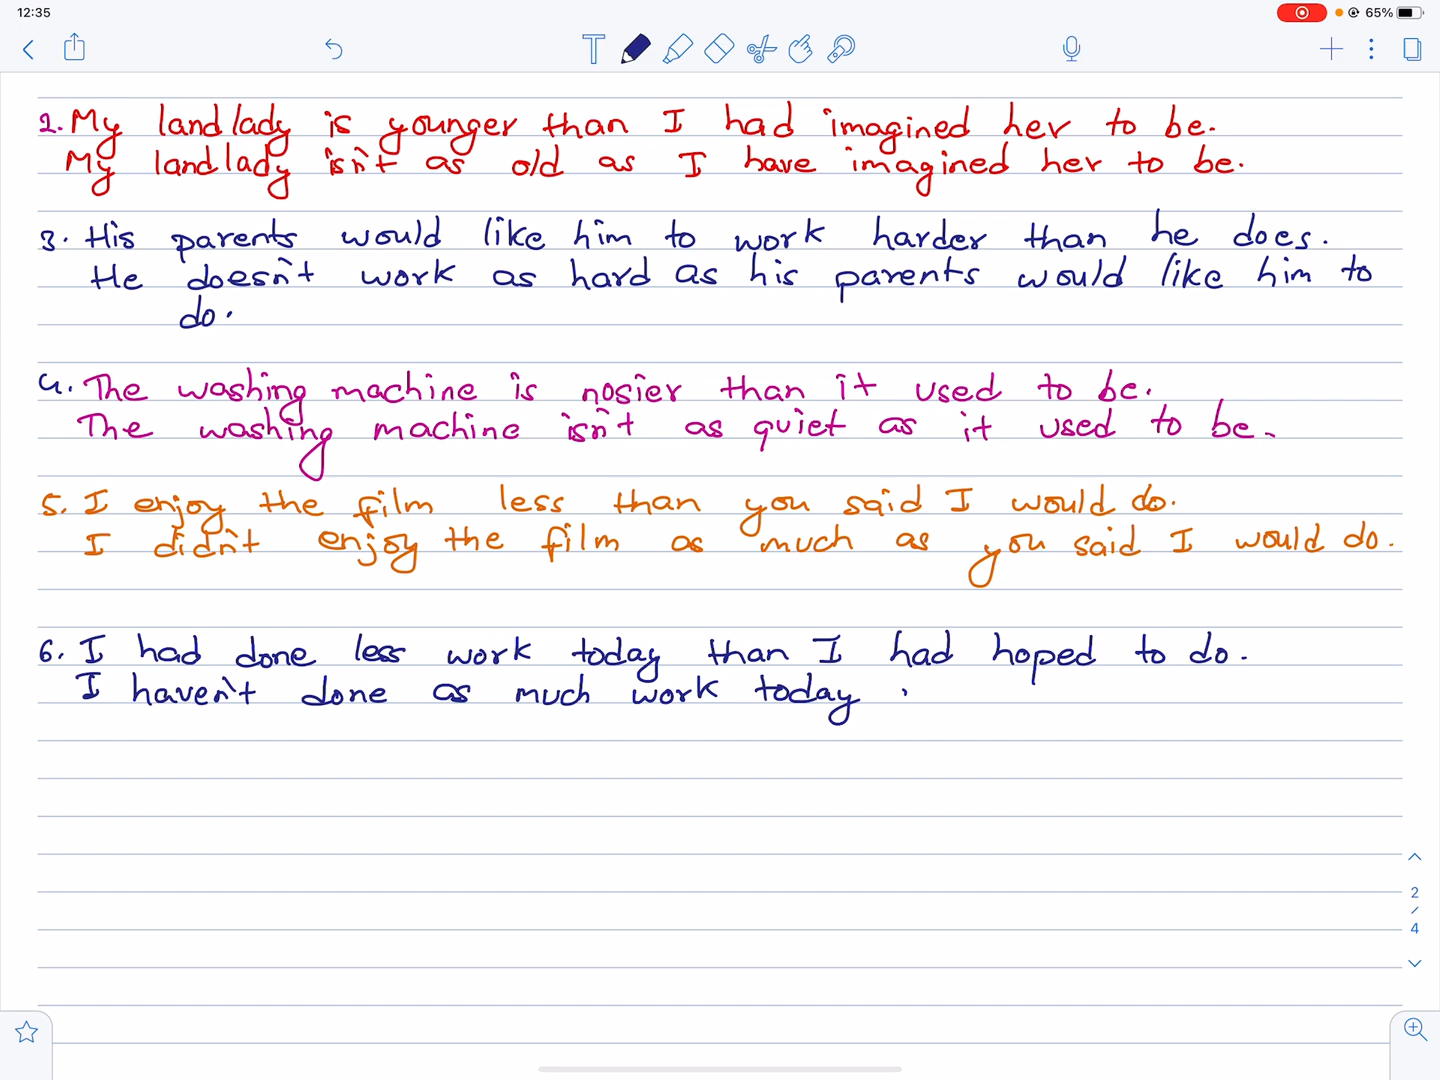 12:35
65%
T
2. My landlady is younger than I had imagined her to be.
My landlady isn't as old as I have imagined her to be.
3. His parents would like him to work harder than he does.
He doesn't work as hard as his parents would like him to
do.
4. The washing machine is nosier than it used to be.
The washing machine isn't as quiet as it used to be.
5. I enjoy the film less than you said I would do.
I didn't enjoy the film as much as you said I would do.
6. I had done less work today than I had hoped to do.
I haven't done as much work today
2
/
4